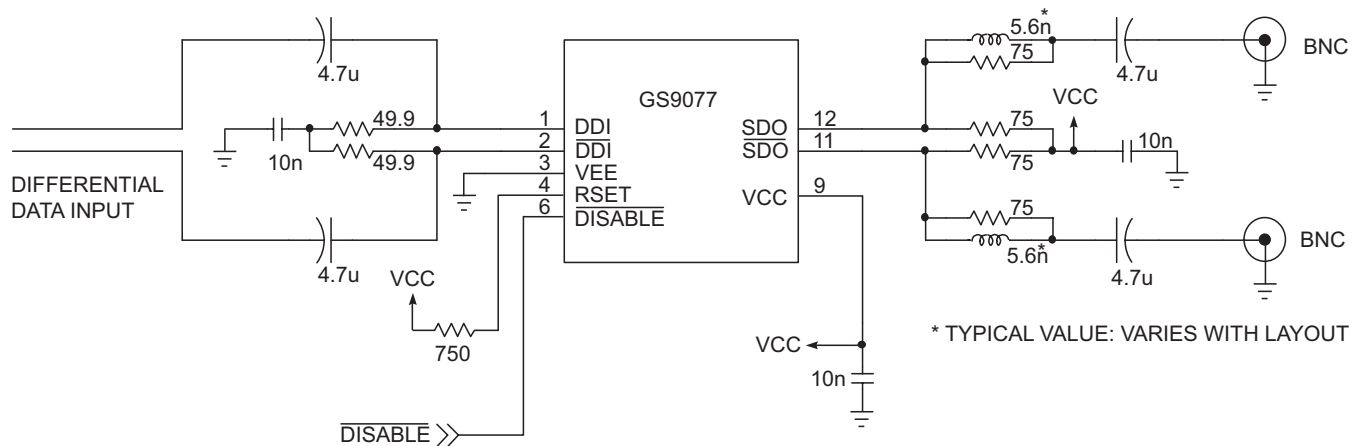 5.6n*
75
4.7u
BNC
4.7u
GS9077
VCC
49.9
10n
49.9
1
DDI
2
DDI
3
VEE
4
RSET
6
DISABLE
SDO
12
SDO
11
VCC
9
75
75
10n
DIFFERENTIAL
DATA INPUT
4.7u
75
5.6n*
4.7u
BNC
VCC
750
VCC
10n
* TYPICAL VALUE: VARIES WITH LAYOUT
DISABLE